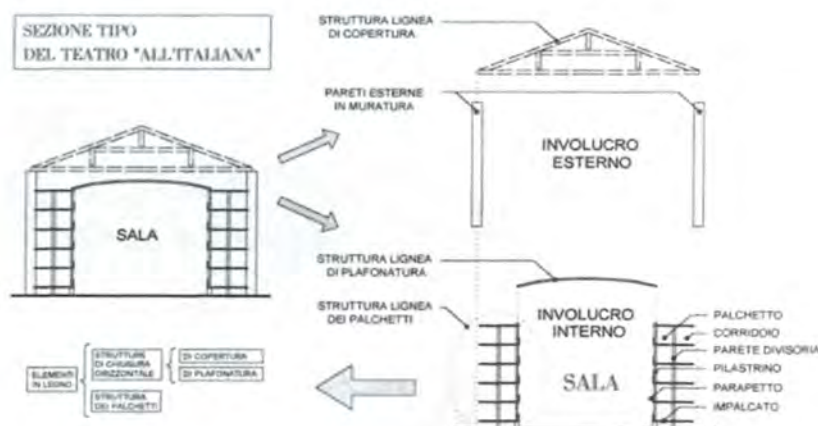 SEZIONE TIPO
DEL TEATRO "ALL'ITALIANA"
SALA
STRUTTURA LIGNEA
DI COPERTURA
PARETI ESTERNE
IN MURATURA
INVOLUCRO
ESTERNO
STRUTTURA LIGNEA
DI PLAFONATURA
STRUTTURA LIGNEA
DEI PALCHETTI
INVOLUCRO
INTERNO
SALA
PALCHETTO
CORRIDOIO
PARETE DIVISORIA
PILASTRINO
PARAPETTO
IMPALCATO
ELEMENTI
IN LEGNO
STRUTTURE
DI CHIUSURA
ORIZZONTALE
DI COPERTURA
DI PLAFONATURA
STRUTTURA
DEI PALCHETTI